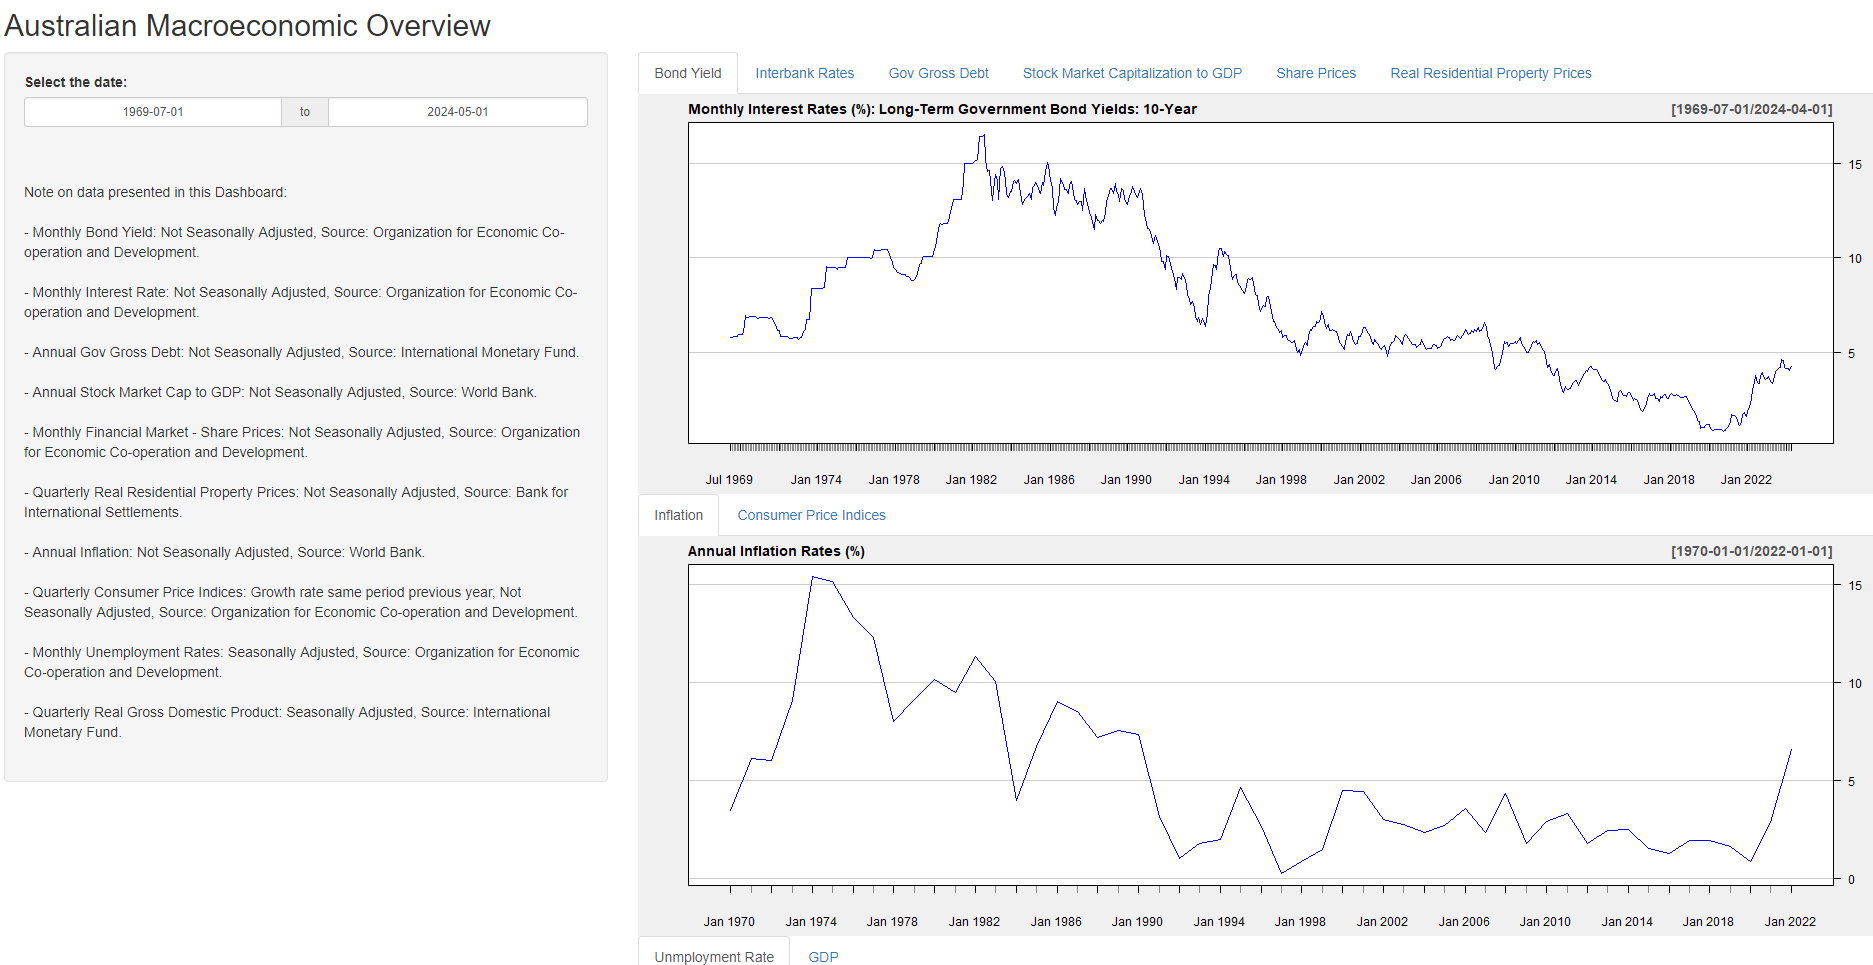 Australian Macroeconomic Overview
Select the date:
1969-07-01 to 2024-05-01
Note on data presented in this Dashboard:
- Monthly Bond Yield: Not Seasonally Adjusted, Source: Organization for Economic Co-
operation and Development.
- Monthly Interest Rate: Not Seasonally Adjusted, Source: Organization for Economic Co-
operation and Development.
- Annual Gov Gross Debt: Not Seasonally Adjusted, Source: International Monetary Fund.
- Annual Stock Market Cap to GDP: Not Seasonally Adjusted, Source: World Bank.
- Monthly Financial Market - Share Prices: Not Seasonally Adjusted, Source: Organization
for Economic Co-operation and Development.
- Quarterly Real Residential Property Prices: Not Seasonally Adjusted, Source: Bank for
International Settlements.
- Annual Inflation: Not Seasonally Adjusted, Source: World Bank.
- Quarterly Consumer Price Indices: Growth rate same period previous year, Not
Seasonally Adjusted, Source: Organization for Economic Co-operation and Development.
- Monthly Unemployment Rates: Seasonally Adjusted, Source: Organization for Economic
Co-operation and Development.
- Quarterly Real Gross Domestic Product: Seasonally Adjusted, Source: International
Monetary Fund.
Bond Yield Interbank Rates Gov Gross Debt Stock Market Capitalization to GDP Share Prices Real Residential Property Prices
Monthly Interest Rates (%): Long-Term Government Bond Yields: 10-Year [1969-07-01/2024-04-01]
15
10
5
Jul 1969 Jan 1974 Jan 1978 Jan 1982 Jan 1986 Jan 1990 Jan 1994 Jan 1998 Jan 2002 Jan 2006 Jan 2010 Jan 2014 Jan 2018 Jan 2022
Inflation Consumer Price Indices
Annual Inflation Rates (%) [1970-01-01/2022-01-01]
15
10
5
0
Jan 1970 Jan 1974 Jan 1978 Jan 1982 Jan 1986 Jan 1990 Jan 1994 Jan 1998 Jan 2002 Jan 2006 Jan 2010 Jan 2014 Jan 2018 Jan 2022
Unmployment Rate GDP